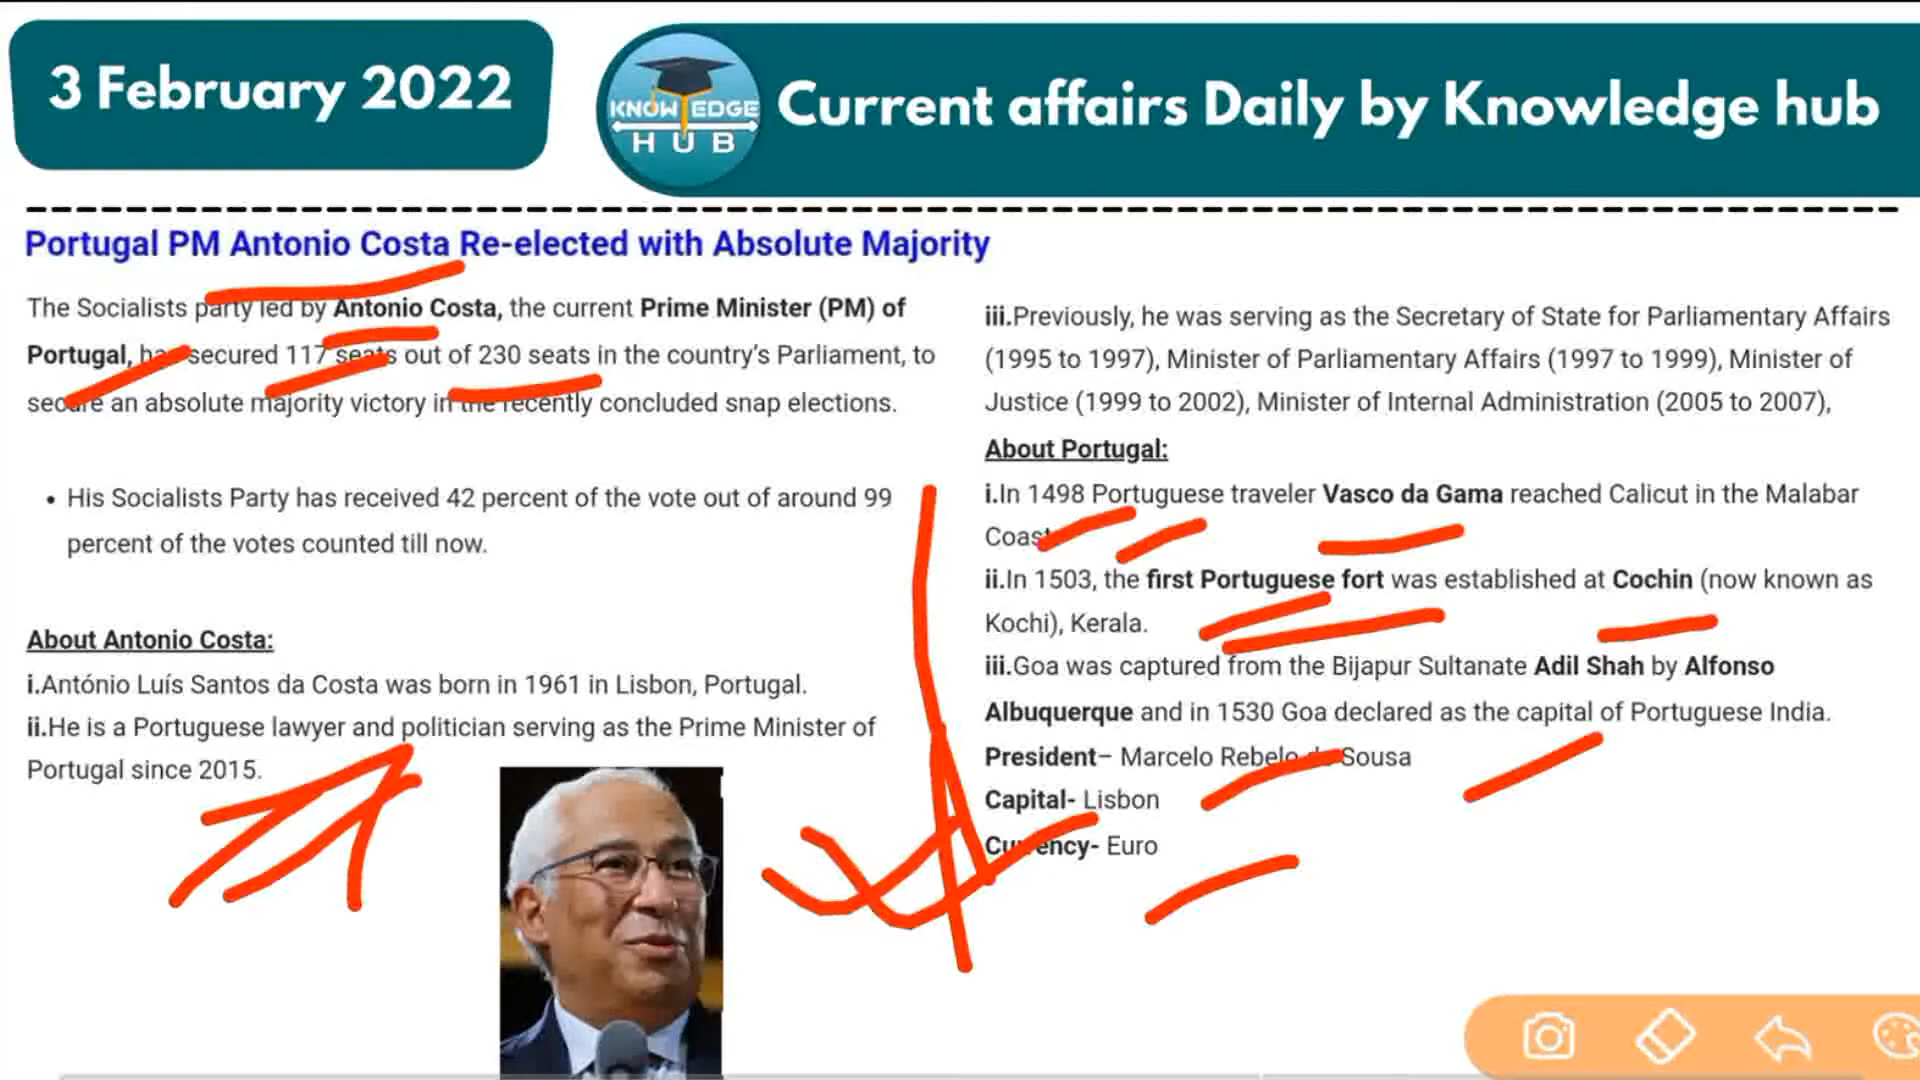 3 February 2022
KNOWLEDGE
HUB
Current affairs Daily by Knowledge hub
Portugal PM Antonio Costa Re-elected with Absolute Majority
The Socialists party led by Antonio Costa, the current Prime Minister (PM) of
Portugal, has secured 117 seats out of 230 seats in the country's Parliament, to
secure an absolute majority victory in the recently concluded snap elections.
• His Socialists Party has received 42 percent of the vote out of around 99
percent of the votes counted till now.
About Antonio Costa:
i.António Luís Santos da Costa was born in 1961 in Lisbon, Portugal.
ii.He is a Portuguese lawyer and politician serving as the Prime Minister of
Portugal since 2015.
iii.Previously, he was serving as the Secretary of State for Parliamentary Affairs
(1995 to 1997), Minister of Parliamentary Affairs (1997 to 1999), Minister of
Justice (1999 to 2002), Minister of Internal Administration (2005 to 2007),
About Portugal:
i.In 1498 Portuguese traveler Vasco da Gama reached Calicut in the Malabar
Coast.
ii.In 1503, the first Portuguese fort was established at Cochin (now known as
Kochi), Kerala.
iii.Goa was captured from the Bijapur Sultanate Adil Shah by Alfonso
Albuquerque and in 1530 Goa declared as the capital of Portuguese India.
President– Marcelo Rebelo de Sousa
Capital- Lisbon
Currency- Euro